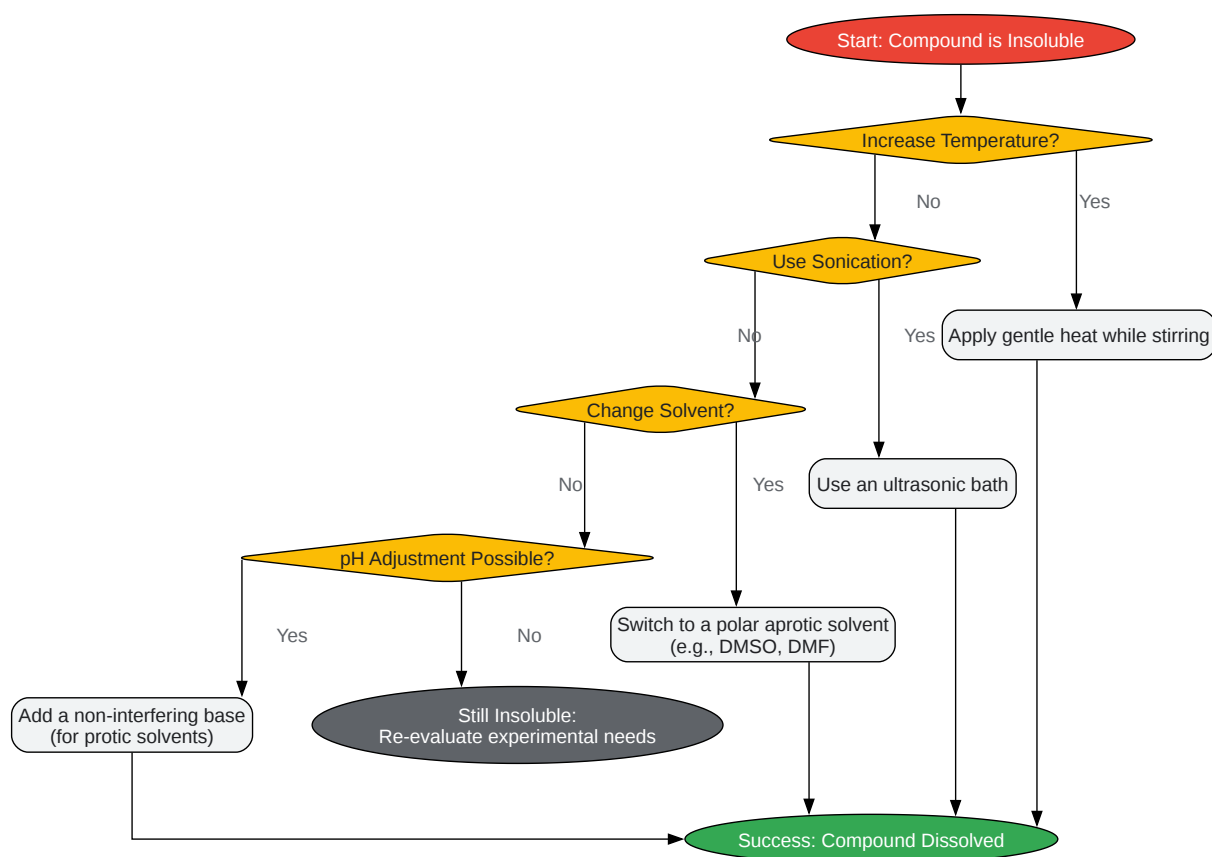 Start: Compound is Insoluble
Increase Temperature?
No
Yes
Use Sonication?
No
Yes
Apply gentle heat while stirring
Change Solvent?
No
Yes
Use an ultrasonic bath
pH Adjustment Possible?
Yes
No
Switch to a polar aprotic solvent
(e.g., DMSO, DMF)
Add a non-interfering base
(for protic solvents)
Still Insoluble:
Re-evaluate experimental needs
Success: Compound Dissolved